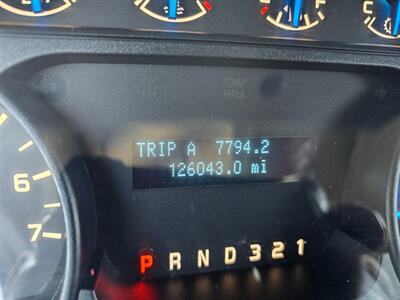 TOW/
HAUL
TRIP A 7794.2
126043.0 mi
6
7
P R N D 3 2 1